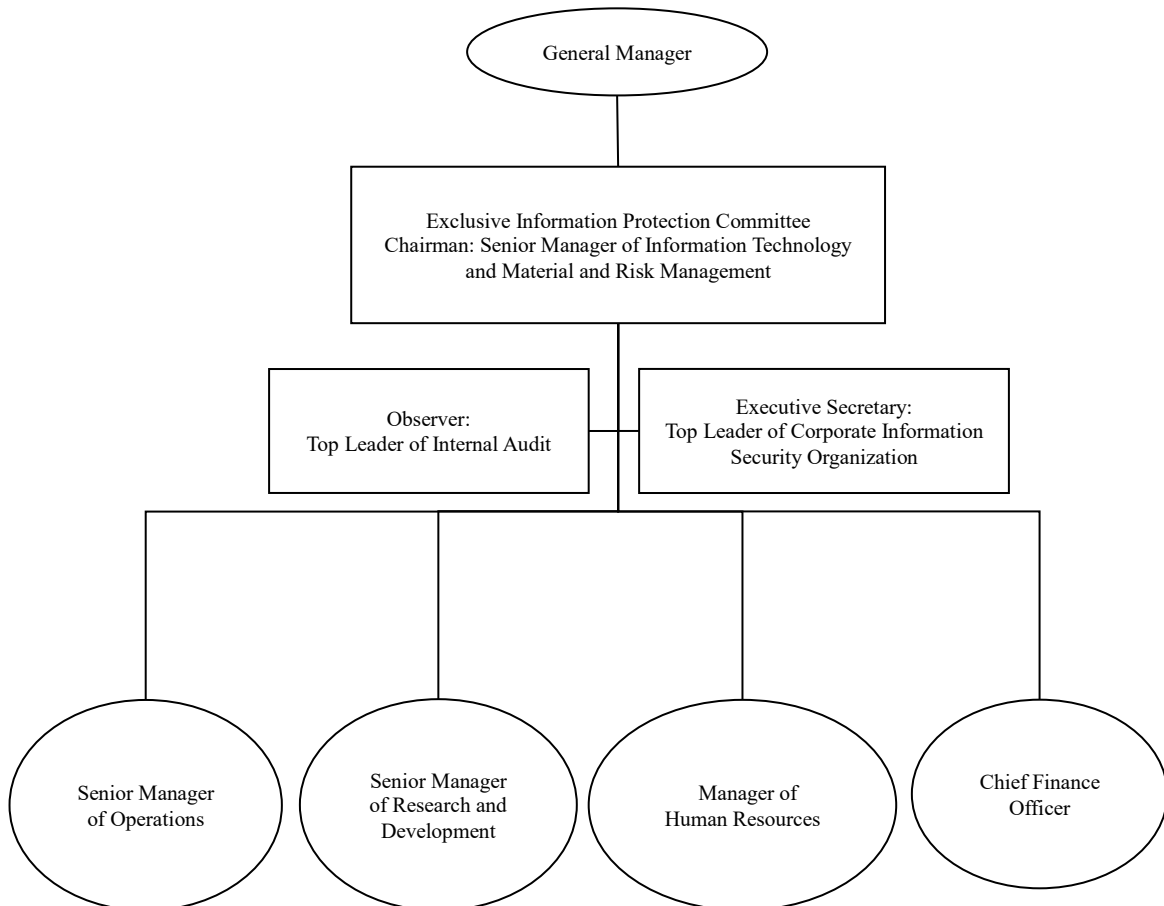 General Manager
Exclusive Information Protection Committee
Chairman: Senior Manager of Information Technology
and Material and Risk Management
Observer:
Top Leader of Internal Audit
Executive Secretary:
Top Leader of Corporate Information
Security Organization
Senior Manager
of Operations
Senior Manager
of Research and
Development
Manager of
Human Resources
Chief Finance
Officer